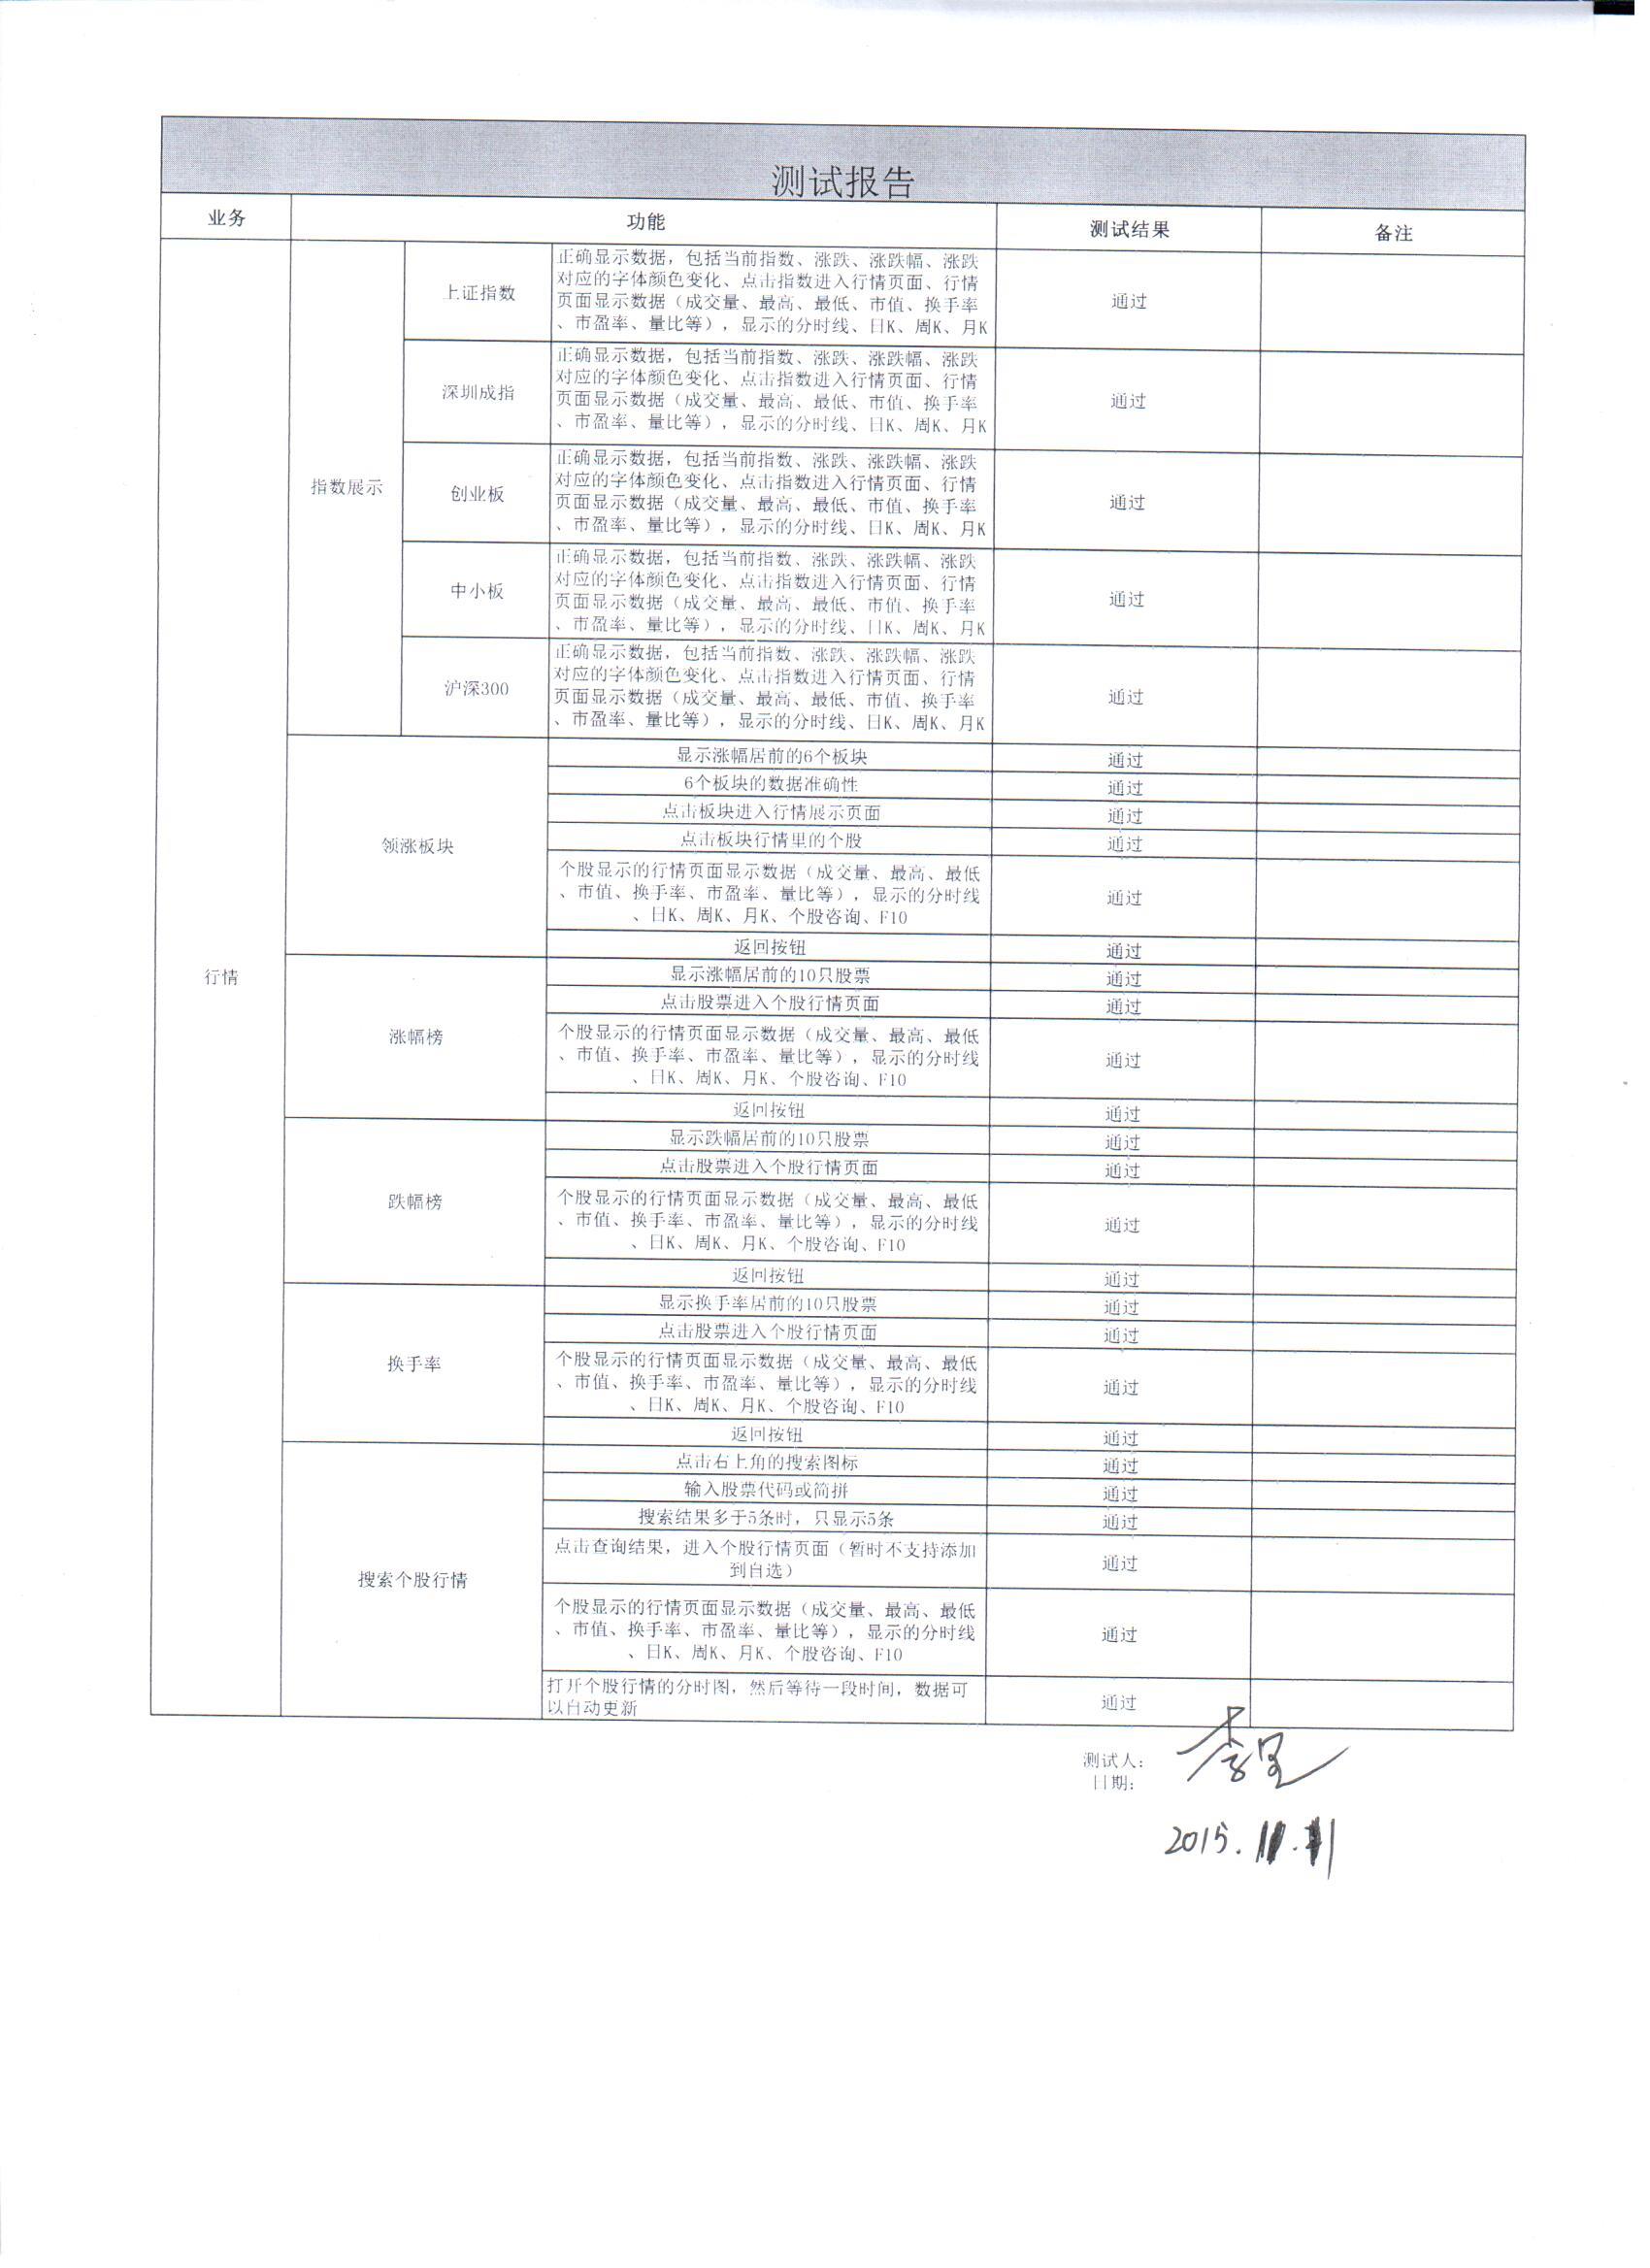 测试报告
业务 功能 测试结果 备注
行情
指数展示
上证指数
正确显示数据，包括当前指数、涨跌、涨跌幅、涨跌
对应的字体颜色变化、点击指数进入行情页面、行情
页面显示数据（成交量、最高、最低、市值、换手率
、市盈率、量比等），显示的分时线、日K、周K、月K
通过
深圳成指
正确显示数据，包括当前指数、涨跌、涨跌幅、涨跌
对应的字体颜色变化、点击指数进入行情页面、行情
页面显示数据（成交量、最高、最低、市值、换手率
、市盈率、量比等），显示的分时线、日K、周K、月K
通过
创业板
正确显示数据，包括当前指数、涨跌、涨跌幅、涨跌
对应的字体颜色变化、点击指数进入行情页面、行情
页面显示数据（成交量、最高、最低、市值、换手率
、市盈率、量比等），显示的分时线、日K、周K、月K
通过
中小板
正确显示数据，包括当前指数、涨跌、涨跌幅、涨跌
对应的字体颜色变化、点击指数进入行情页面、行情
页面显示数据（成交量、最高、最低、市值、换手率
、市盈率、量比等），显示的分时线、日K、周K、月K
通过
沪深300
正确显示数据，包括当前指数、涨跌、涨跌幅、涨跌
对应的字体颜色变化、点击指数进入行情页面、行情
页面显示数据（成交量、最高、最低、市值、换手率
、市盈率、量比等），显示的分时线、日K、周K、月K
通过
领涨板块
显示涨幅居前的6个板块 通过
6个板块的数据准确性 通过
点击板块进入行情展示页面 通过
点击板块行情里的个股 通过
个股显示的行情页面显示数据（成交量、最高、最低
、市值、换手率、市盈率、量比等），显示的分时线
、日K、周K、月K、个股咨询、F10
通过
返回按钮 通过
涨幅榜
显示涨幅居前的10只股票 通过
点击股票进入个股行情页面 通过
个股显示的行情页面显示数据（成交量、最高、最低
、市值、换手率、市盈率、量比等），显示的分时线
、日K、周K、月K、个股咨询、F10
通过
返回按钮 通过
跌幅榜
显示跌幅居前的10只股票 通过
点击股票进入个股行情页面 通过
个股显示的行情页面显示数据（成交量、最高、最低
、市值、换手率、市盈率、量比等），显示的分时线
、日K、周K、月K、个股咨询、F10
通过
返回按钮 通过
换手率
显示换手率居前的10只股票 通过
点击股票进入个股行情页面 通过
个股显示的行情页面显示数据（成交量、最高、最低
、市值、换手率、市盈率、量比等），显示的分时线
、日K、周K、月K、个股咨询、F10
通过
返回按钮 通过
搜索个股行情
点击右上角的搜索图标 通过
输入股票代码或简拼 通过
搜索结果多于5条时，只显示5条 通过
点击查询结果，进入个股行情页面（暂时不支持添加
到自选）
通过
个股显示的行情页面显示数据（成交量、最高、最低
、市值、换手率、市盈率、量比等），显示的分时线
、日K、周K、月K、个股咨询、F10
通过
打开个股行情的分时图，然后等待一段时间，数据可
以自动更新
通过
测试人：
日期：
2015.